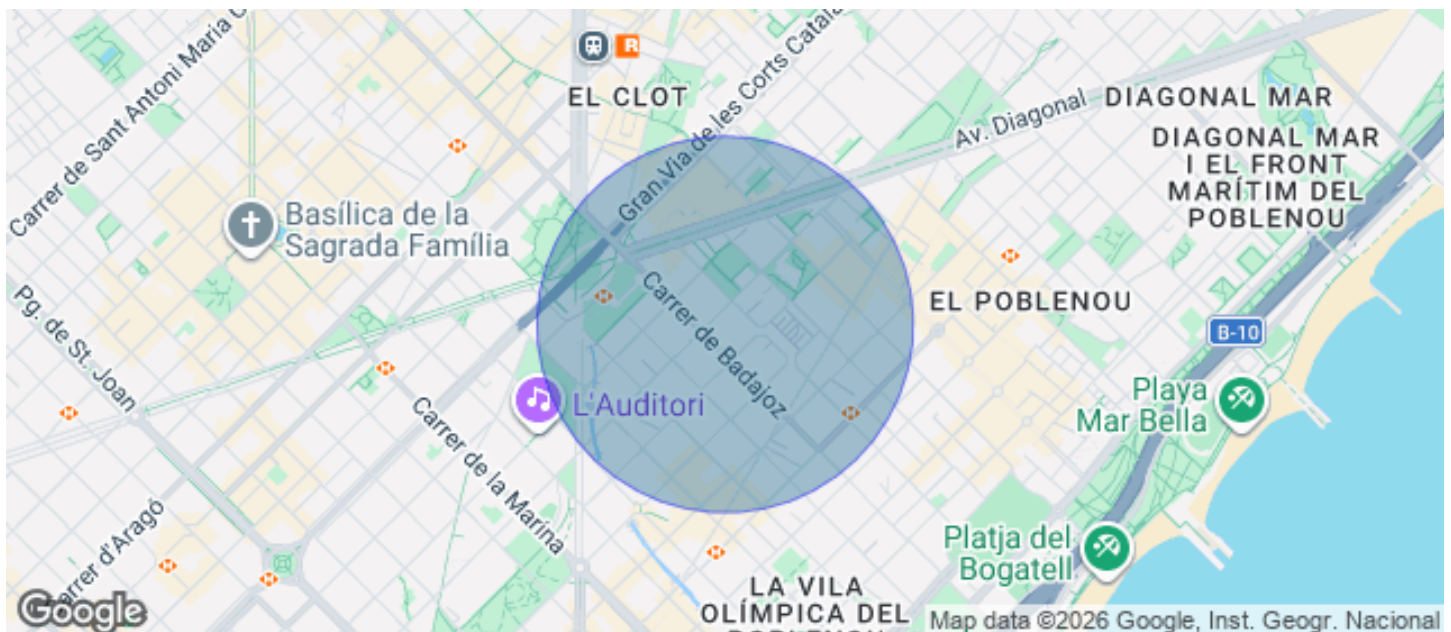 Carrer de Sant Antoni Maria C
R
EL CLOT
Gran Via de les Corts Catala
Av. Diagonal
DIAGONAL MAR
DIAGONAL MAR
I EL FRONT
MARÍTIM DEL
POBLENOU
Basílica de la
Sagrada Família
Carrer de Badajoz
EL POBLENOU
B-10
Pg. de St. Joan
L'Auditori
Playa
Mar Bella
Carrer de la Marina
Carrer d'Aragó
Platja del
Bogatell
LA VILA
OLÍMPICA DEL
POBLENOU
Google
Map data ©2026 Google, Inst. Geogr. Nacional